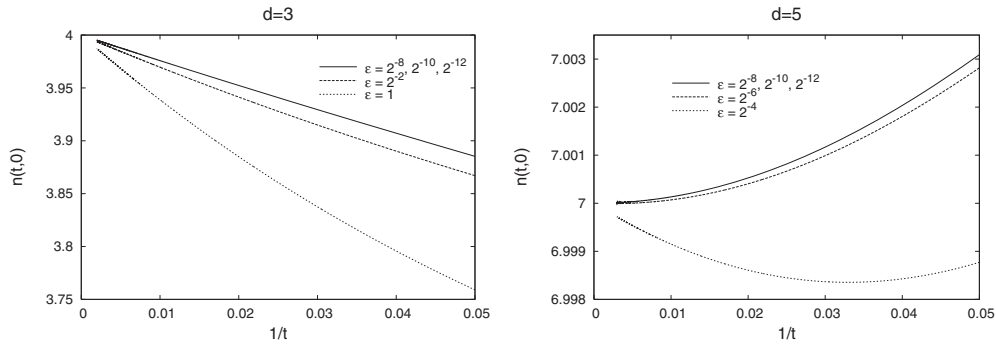 d=3
n(t,0)
4
3.95
3.9
3.85
3.8
3.75
ε = 2^-8, 2^-10, 2^-12
ε = 2^-2
ε = 1
0 0.01 0.02 0.03 0.04 0.05
1/t
d=5
n(t,0)
7.003
7.002
7.001
7
6.999
6.998
ε = 2^-8, 2^-10, 2^-12
ε = 2^-6
ε = 2^-4
0 0.01 0.02 0.03 0.04 0.05
1/t